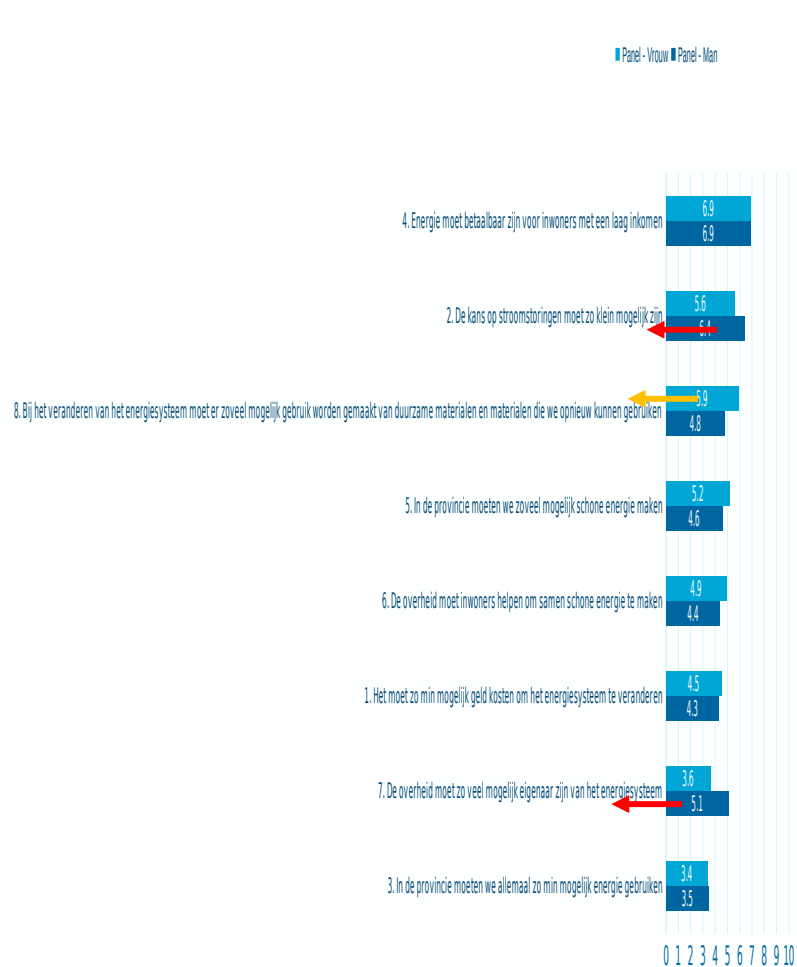 Panel - Vrouw Panel - Man
4. Energie moet betaalbaar zijn voor inwoners met een laag inkomen
6.9
6.9
2. De kans op stroomstoringen moet zo klein mogelijk zijn
5.6
6.4
8. Bij het veranderen van het energiesysteem moet er zoveel mogelijk gebruik worden gemaakt van duurzame materialen en materialen die we opnieuw kunnen gebruiken
5.9
4.8
5. In de provincie moeten we zoveel mogelijk schone energie maken
5.2
4.6
6. De overheid moet inwoners helpen om samen schone energie te maken
4.9
4.4
1. Het moet zo min mogelijk geld kosten om het energiesysteem te veranderen
4.5
4.3
7. De overheid moet zo veel mogelijk eigenaar zijn van het energiesysteem
3.6
5.1
3. In de provincie moeten we allemaal zo min mogelijk energie gebruiken
3.4
3.5
0 1 2 3 4 5 6 7 8 9 10